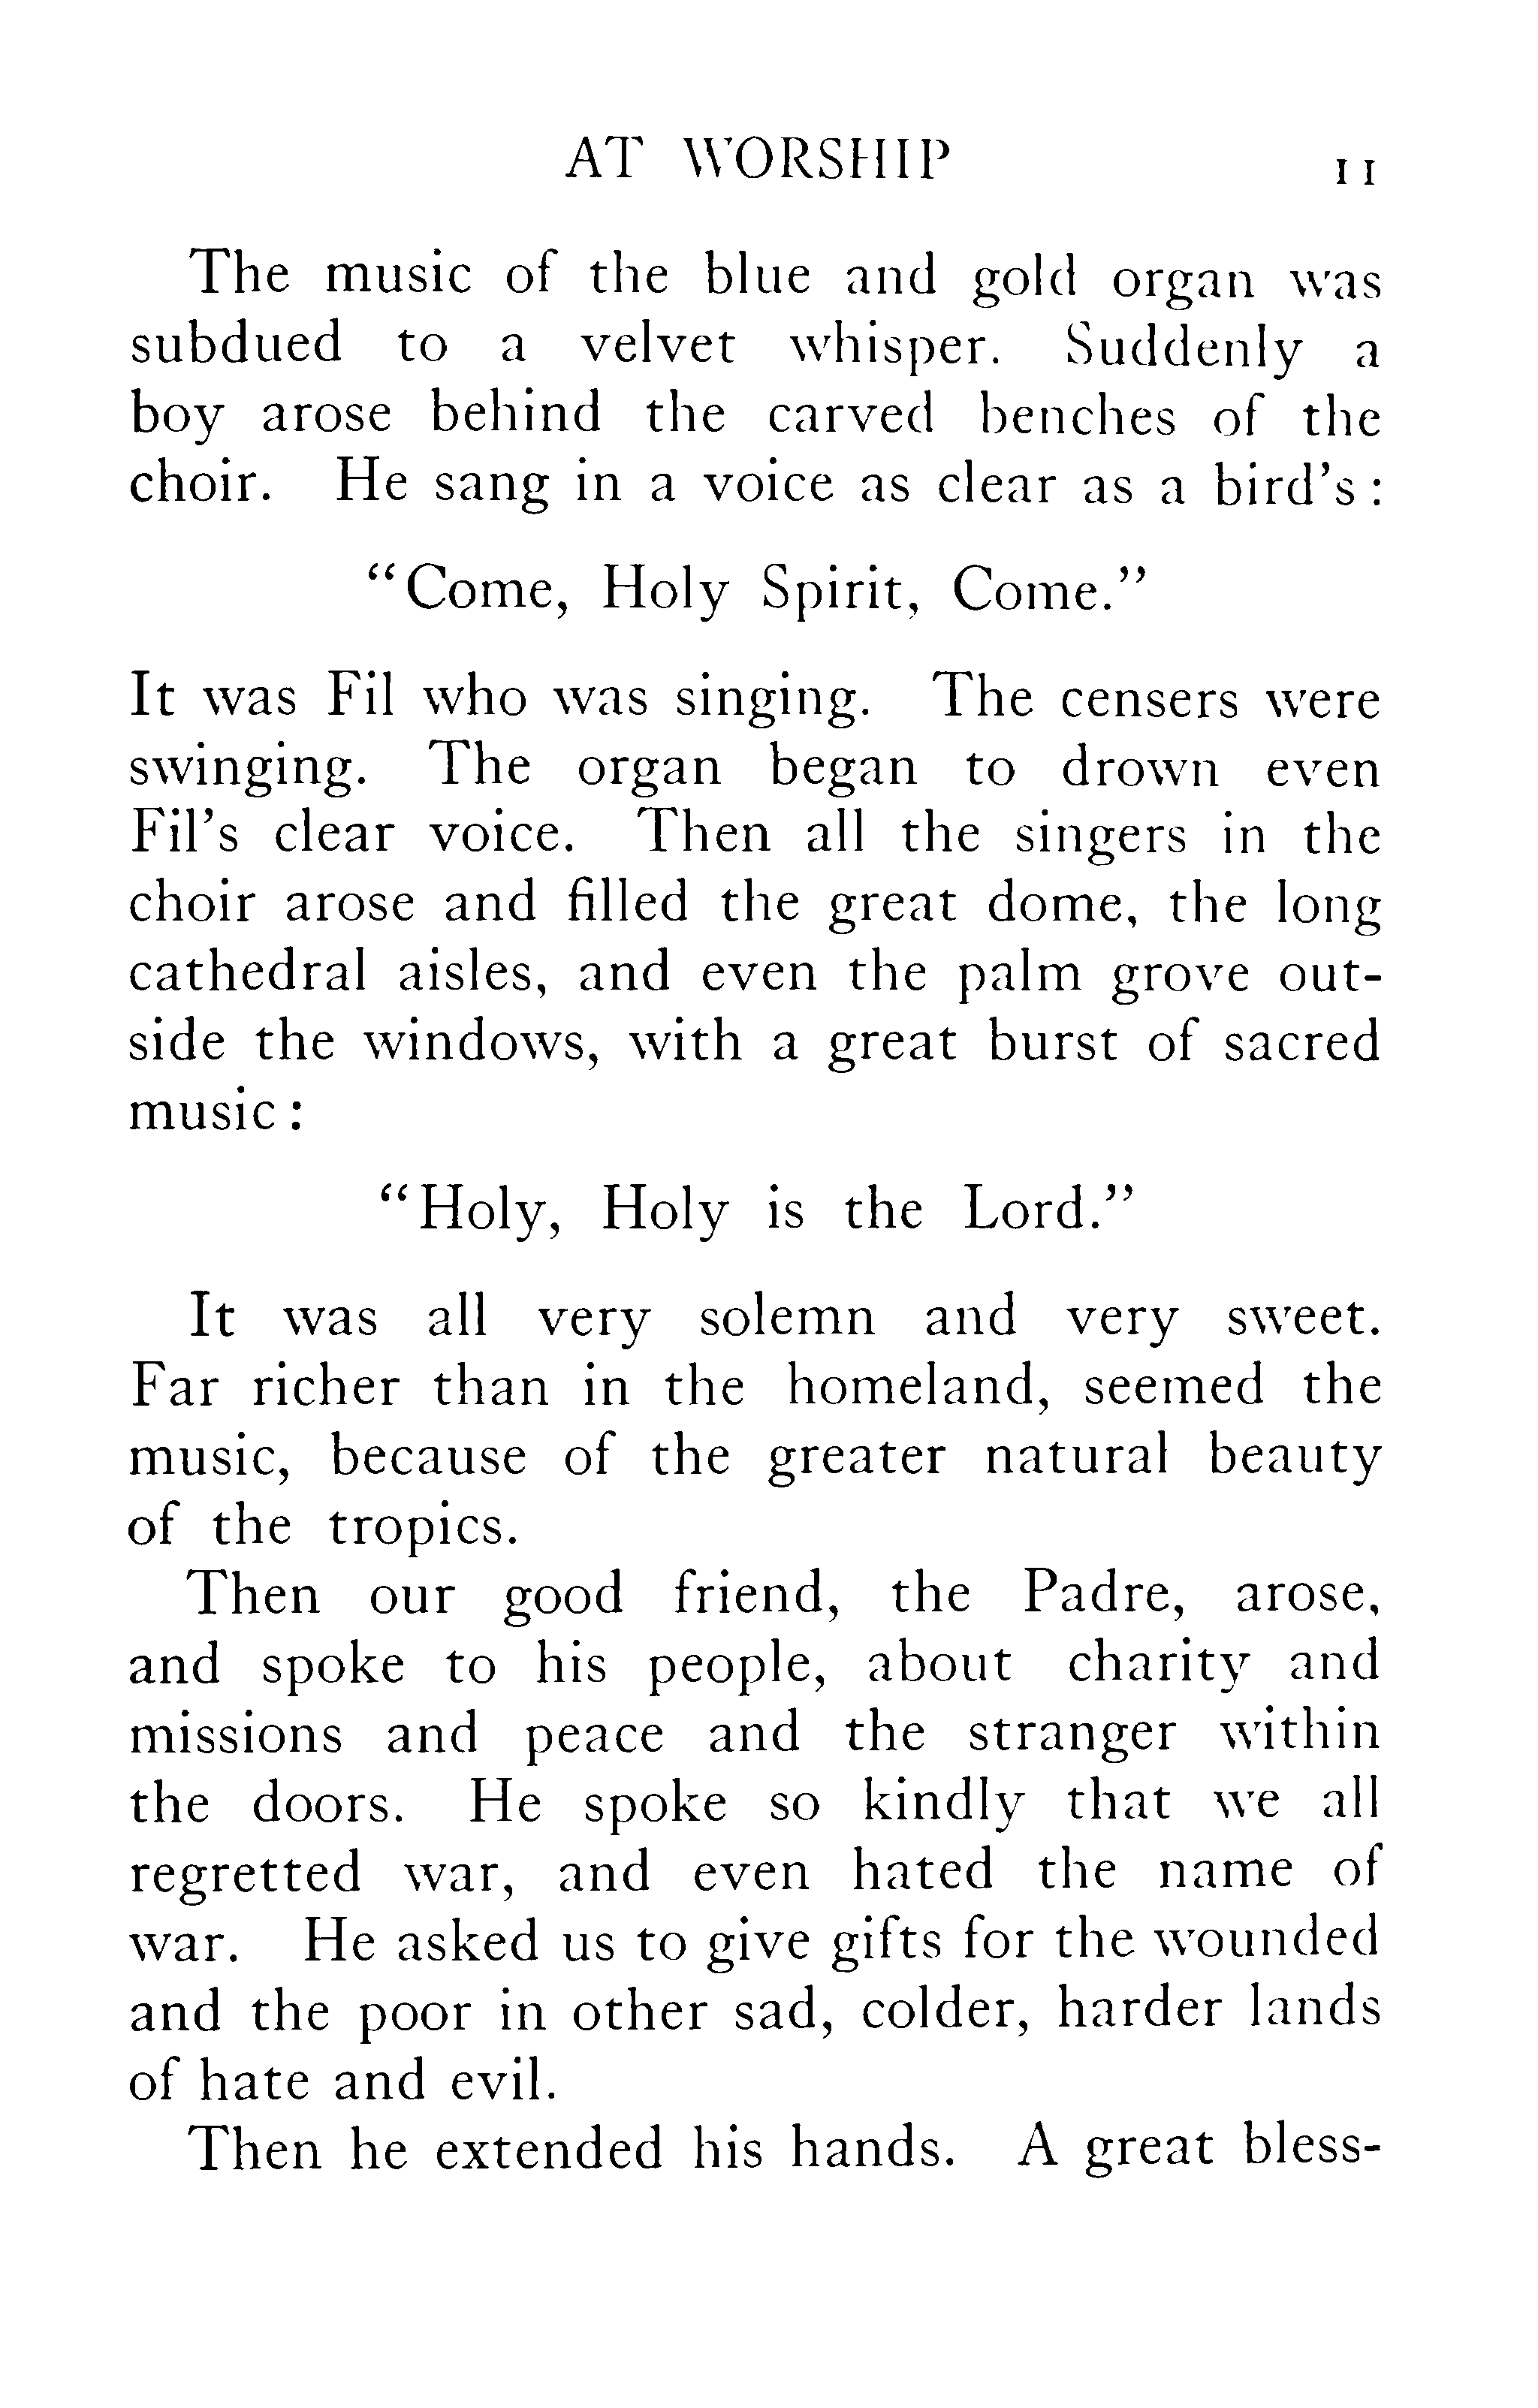 AT WORSHIP 11
The music of the blue and gold organ was
subdued to a velvet whisper. Suddenly a
boy arose behind the carved benches of the
choir. He sang in a voice as clear as a bird's:
"Come, Holy Spirit, Come."
It was Fil who was singing. The censers were
swinging. The organ began to drown even
Fil's clear voice. Then all the singers in the
choir arose and filled the great dome, the long
cathedral aisles, and even the palm grove out-
side the windows, with a great burst of sacred
music:
"Holy, Holy is the Lord."
It was all very solemn and very sweet.
Far richer than in the homeland, seemed the
music, because of the greater natural beauty
of the tropics.
Then our good friend, the Padre, arose,
and spoke to his people, about charity and
missions and peace and the stranger within
the doors. He spoke so kindly that we all
regretted war, and even hated the name of
war. He asked us to give gifts for the wounded
and the poor in other sad, colder, harder lands
of hate and evil.
Then he extended his hands. A great bless-